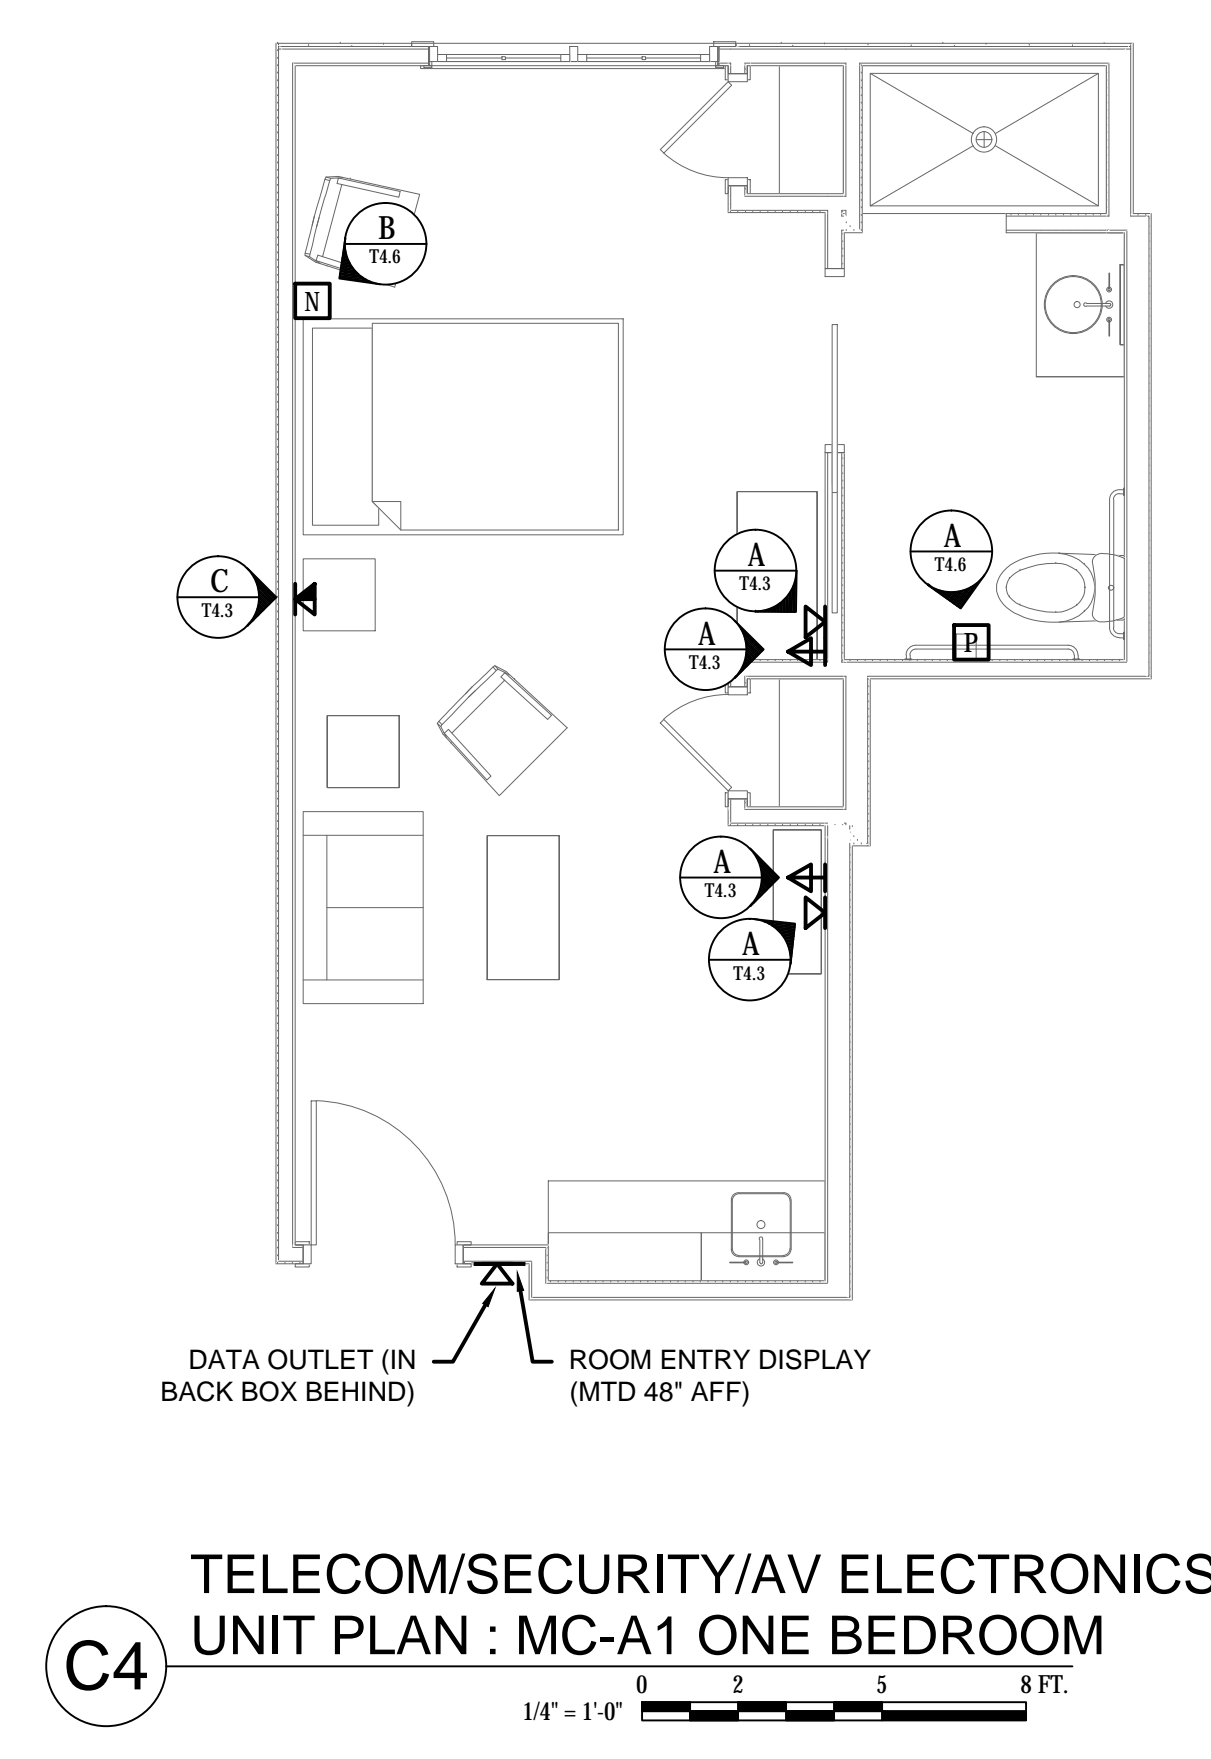 B
T4.6
N
C
T4.3
A
T4.3
A
T4.3
A
T4.6
P
A
T4.3
A
T4.3
DATA OUTLET (IN
BACK BOX BEHIND)
ROOM ENTRY DISPLAY
(MTD 48" AFF)
C4
TELECOM/SECURITY/AV ELECTRONICS
UNIT PLAN : MC-A1 ONE BEDROOM
1/4" = 1'-0"
0 2 5 8 FT.